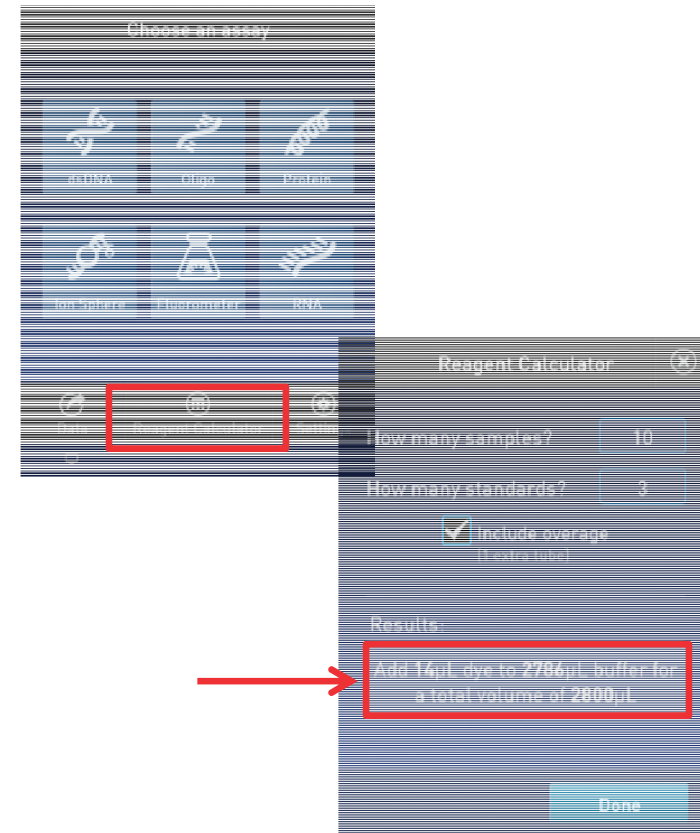 Choose an assay
dsDNA Oligo Protein
Ion Sphere Fluorometer RNA
Data Reagent Calculator
Reagent Calculator
How many samples? 10
How many standards? 3
Include overage
(1 extra tube)
Results:
Add 14µL dye to 2786µL buffer for
a total volume of 2800µL
Done